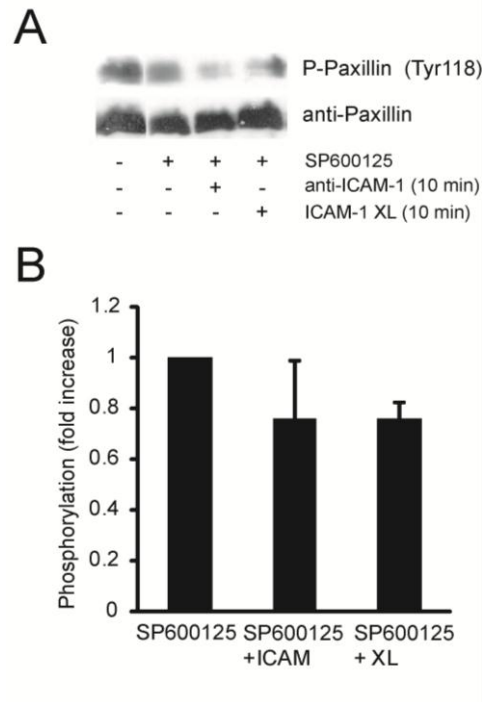 A
P-Paxillin (Tyr118)
anti-Paxillin
- + + + SP600125
- - + - anti-ICAM-1 (10 min)
- - - + ICAM-1 XL (10 min)
B
Phosphorylation (fold increase)
1.2
1
0.8
0.6
0.4
0.2
0
SP600125 SP600125 SP600125
+ICAM + XL